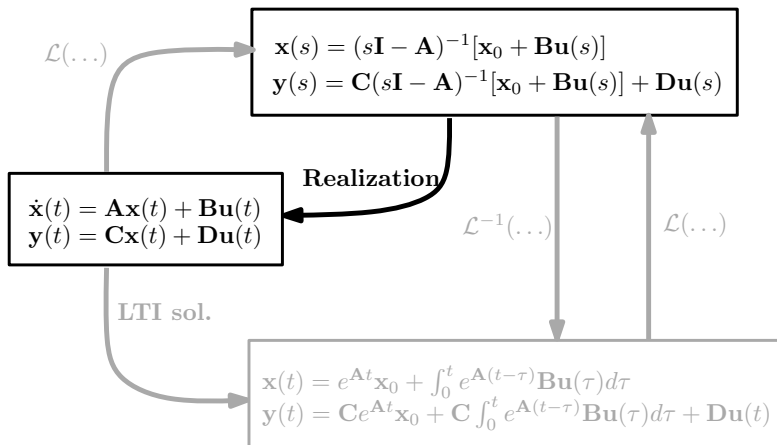 𝓛(…)
𝐱(s) = (s𝐈 − 𝐀)⁻¹[𝐱₀ + 𝐁𝐮(s)]
𝐲(s) = 𝐂(s𝐈 − 𝐀)⁻¹[𝐱₀ + 𝐁𝐮(s)] + 𝐃𝐮(s)
Realization
ẋ(t) = 𝐀𝐱(t) + 𝐁𝐮(t)
𝐲(t) = 𝐂𝐱(t) + 𝐃𝐮(t)
𝓛⁻¹(…)
𝓛(…)
LTI sol.
𝐱(t) = e^{𝐀t}𝐱₀ + ∫₀ᵗ e^{𝐀(t−τ)}𝐁𝐮(τ)dτ
𝐲(t) = 𝐂e^{𝐀t}𝐱₀ + 𝐂 ∫₀ᵗ e^{𝐀(t−τ)}𝐁𝐮(τ)dτ + 𝐃𝐮(t)